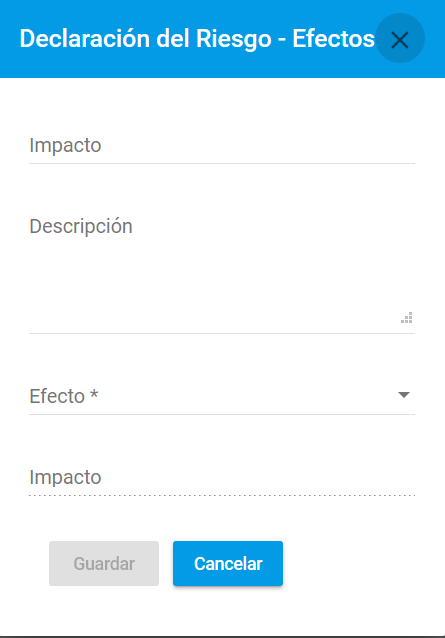 Declaración del Riesgo - Efectos
Impacto
Descripción
Efecto *
Impacto
Guardar Cancelar